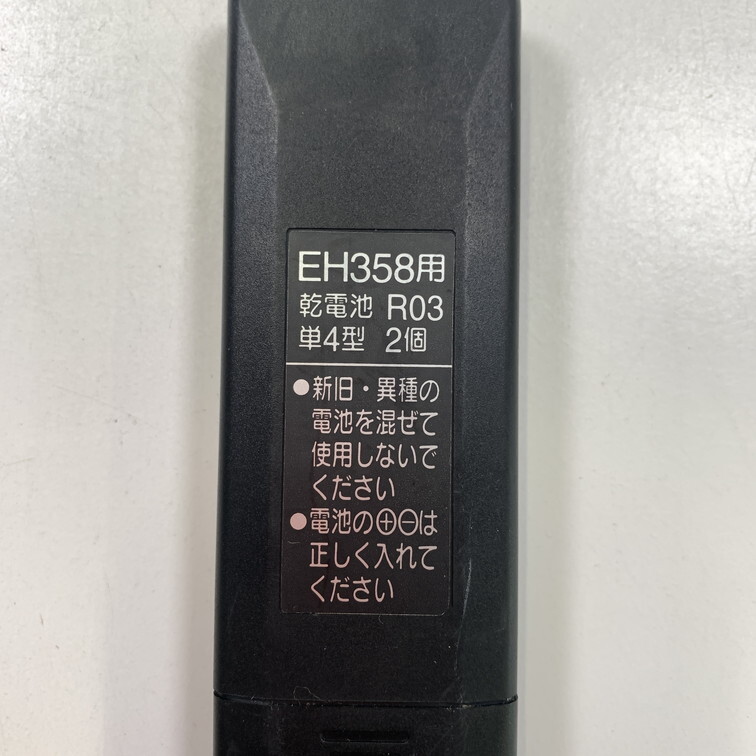 EH358用
乾電池 R03
単4型 2個
●新旧・異種の
電池を混ぜて
使用しないで
ください
●電池の⊕⊖は
正しく入れて
ください